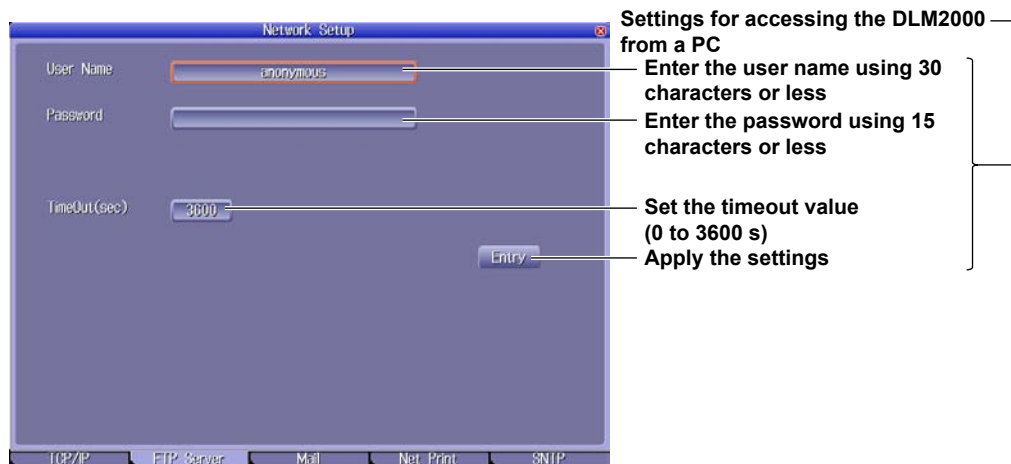 Network Setup
Settings for accessing the DLM2000
from a PC
User Name
anonymous
Enter the user name using 30
characters or less
Password
Enter the password using 15
characters or less
TimeOut(sec)
3600
Set the timeout value
(0 to 3600 s)
Entry
Apply the settings
TCP/IP
FTP Server
Mail
Net Print
SNTP